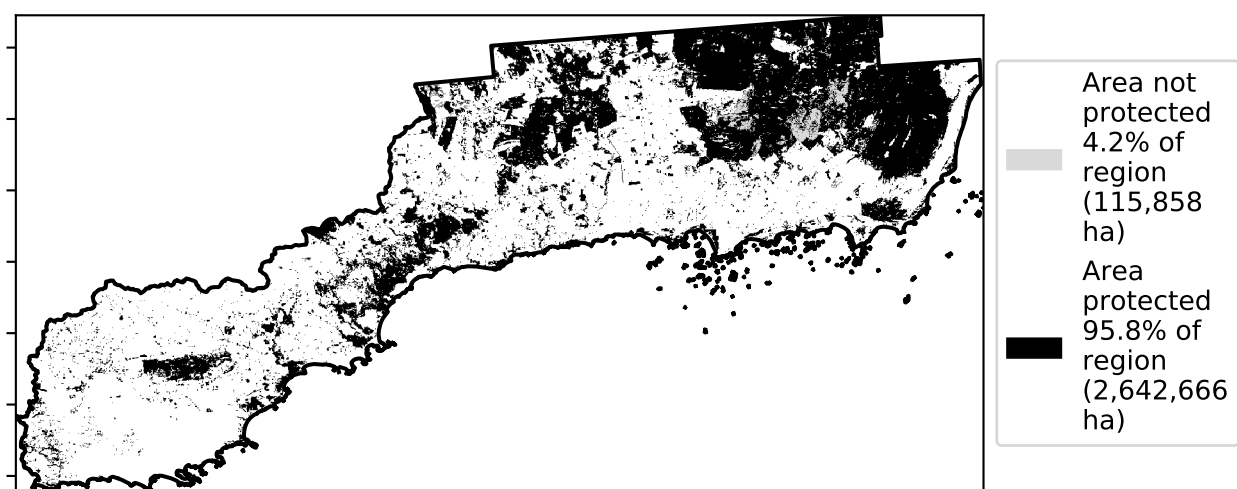 Area not
protected
4.2% of
region
(115,858
ha)
Area
protected
95.8% of
region
(2,642,666
ha)